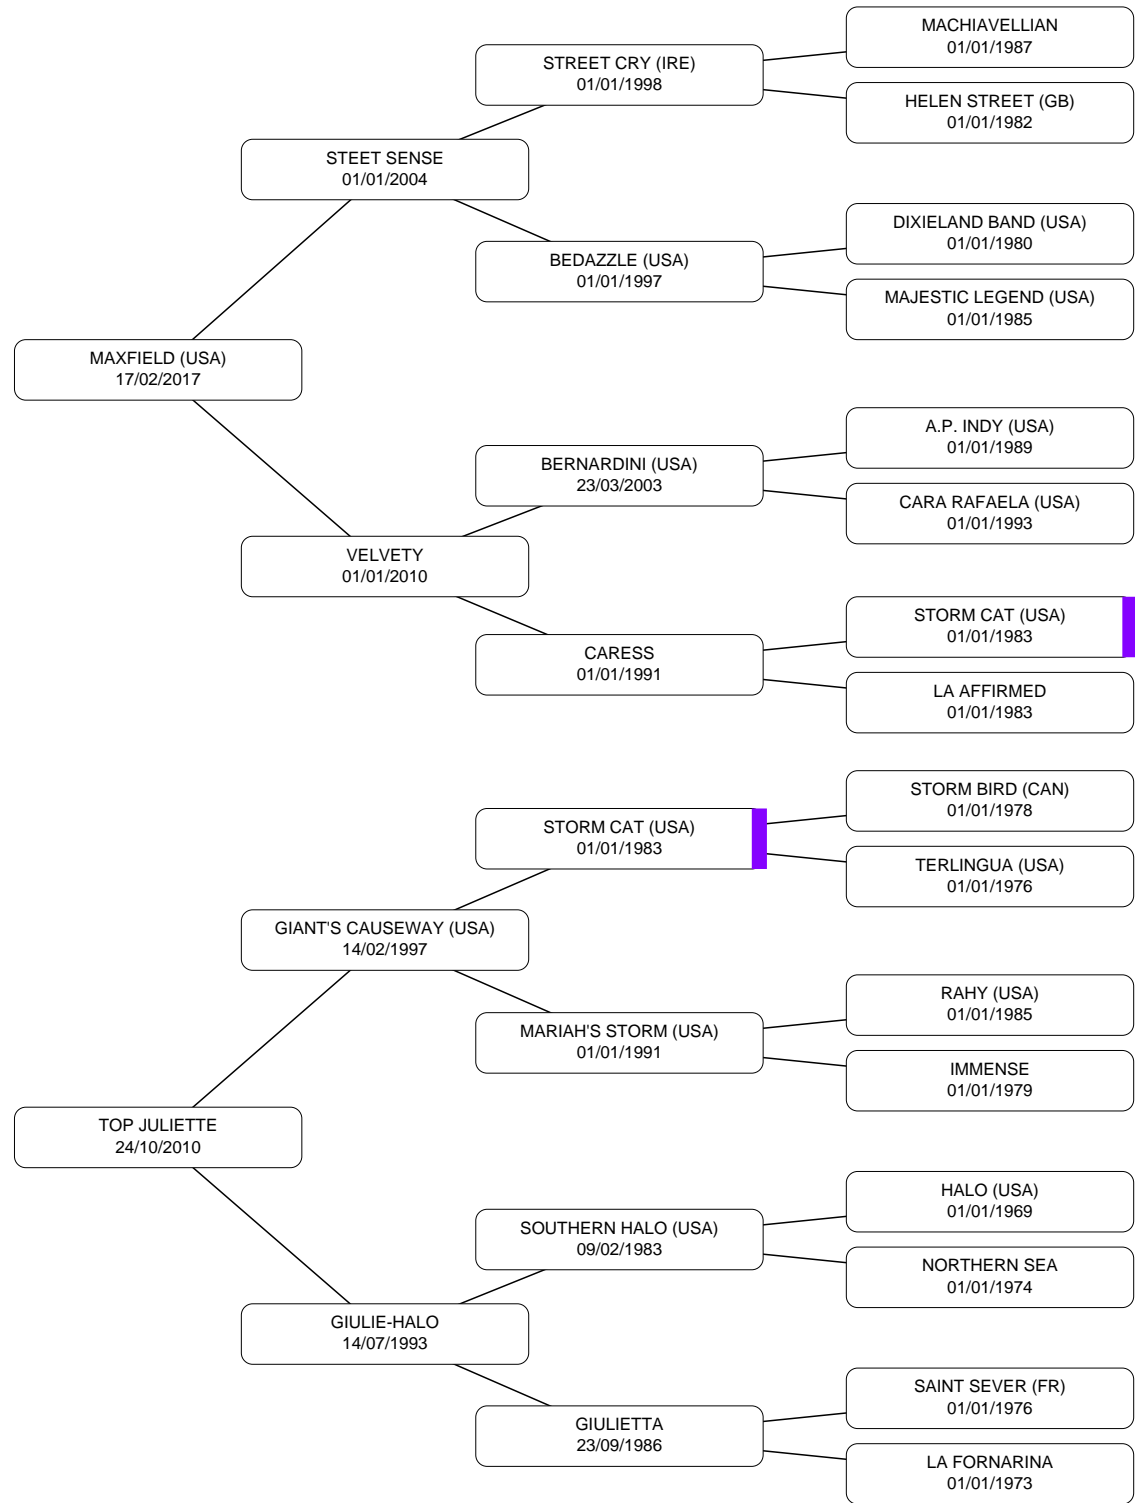 MACHIAVELLIAN
01/01/1987
STREET CRY (IRE)
01/01/1998
HELEN STREET (GB)
01/01/1982
STEET SENSE
01/01/2004
DIXIELAND BAND (USA)
01/01/1980
BEDAZZLE (USA)
01/01/1997
MAJESTIC LEGEND (USA)
01/01/1985
MAXFIELD (USA)
17/02/2017
A.P. INDY (USA)
01/01/1989
BERNARDINI (USA)
23/03/2003
CARA RAFAELA (USA)
01/01/1993
VELVETY
01/01/2010
STORM CAT (USA)
01/01/1983
CARESS
01/01/1991
LA AFFIRMED
01/01/1983
STORM BIRD (CAN)
01/01/1978
STORM CAT (USA)
01/01/1983
TERLINGUA (USA)
01/01/1976
GIANT'S CAUSEWAY (USA)
14/02/1997
RAHY (USA)
01/01/1985
MARIAH'S STORM (USA)
01/01/1991
IMMENSE
01/01/1979
TOP JULIETTE
24/10/2010
HALO (USA)
01/01/1969
SOUTHERN HALO (USA)
09/02/1983
NORTHERN SEA
01/01/1974
GIULIE-HALO
14/07/1993
SAINT SEVER (FR)
01/01/1976
GIULIETTA
23/09/1986
LA FORNARINA
01/01/1973